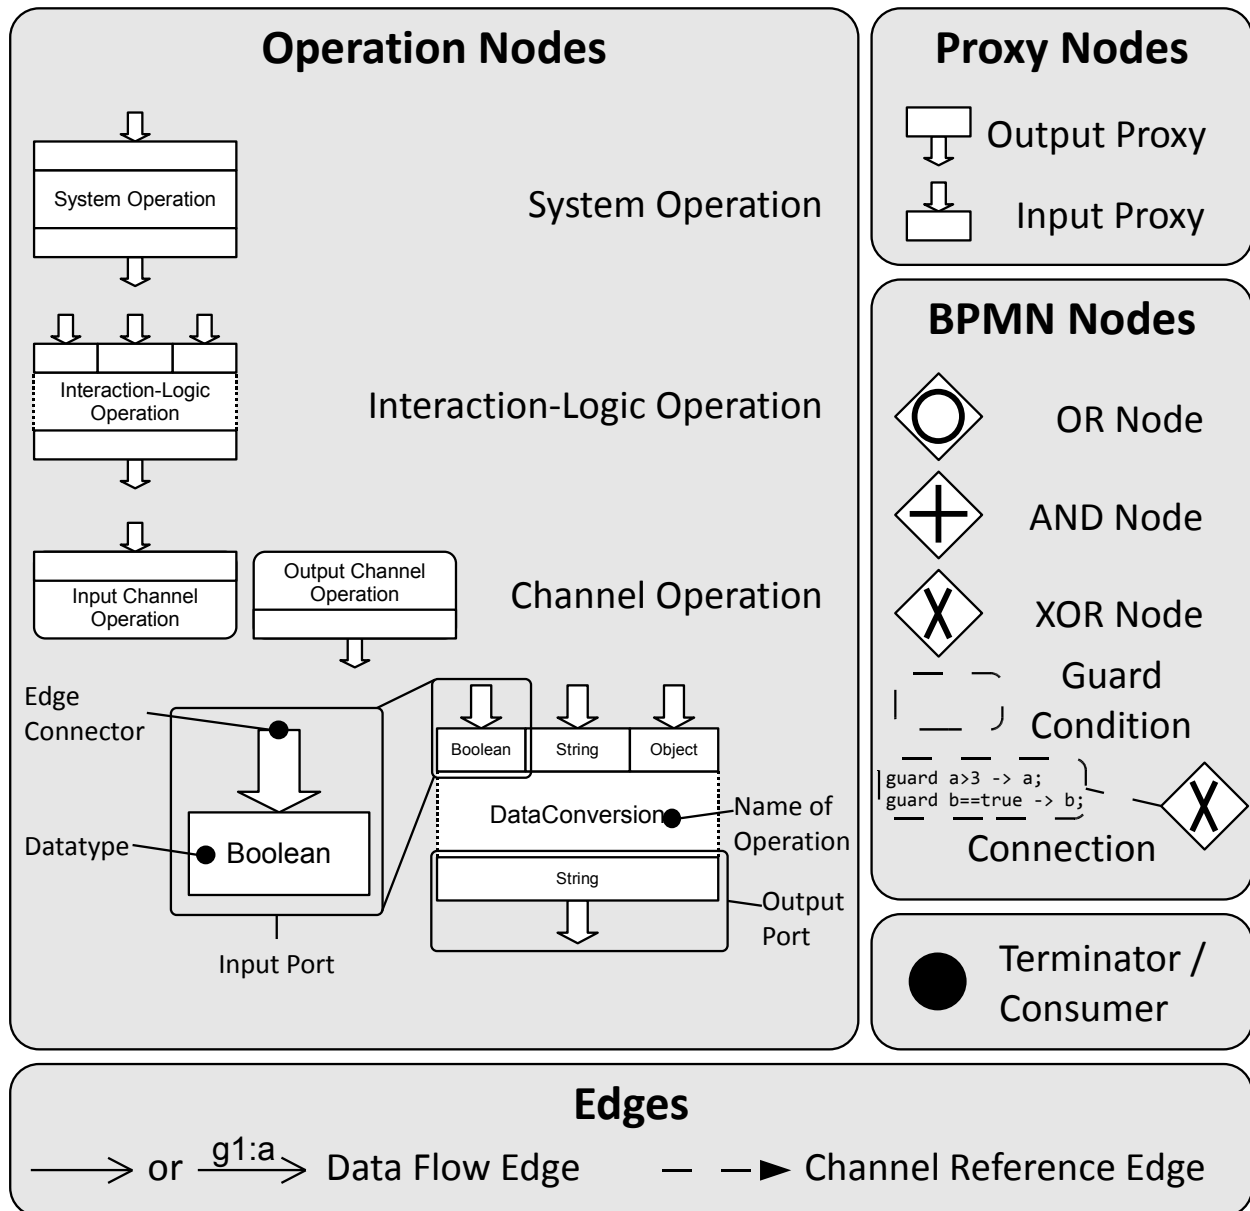 Operation Nodes
System Operation
System Operation
Interaction-Logic
Operation
Interaction-Logic Operation
Input Channel
Operation
Output Channel
Operation
Channel Operation
Edge
Connector
Datatype
Boolean
Input Port
Boolean
String
Object
DataConversion
Name of
Operation
String
Output
Port
Proxy Nodes
Output Proxy
Input Proxy
BPMN Nodes
OR Node
AND Node
XOR Node
Guard
Condition
guard a>3 -> a;
guard b==true -> b;
Connection
Terminator /
Consumer
Edges
or
g1:a
Data Flow Edge
Channel Reference Edge